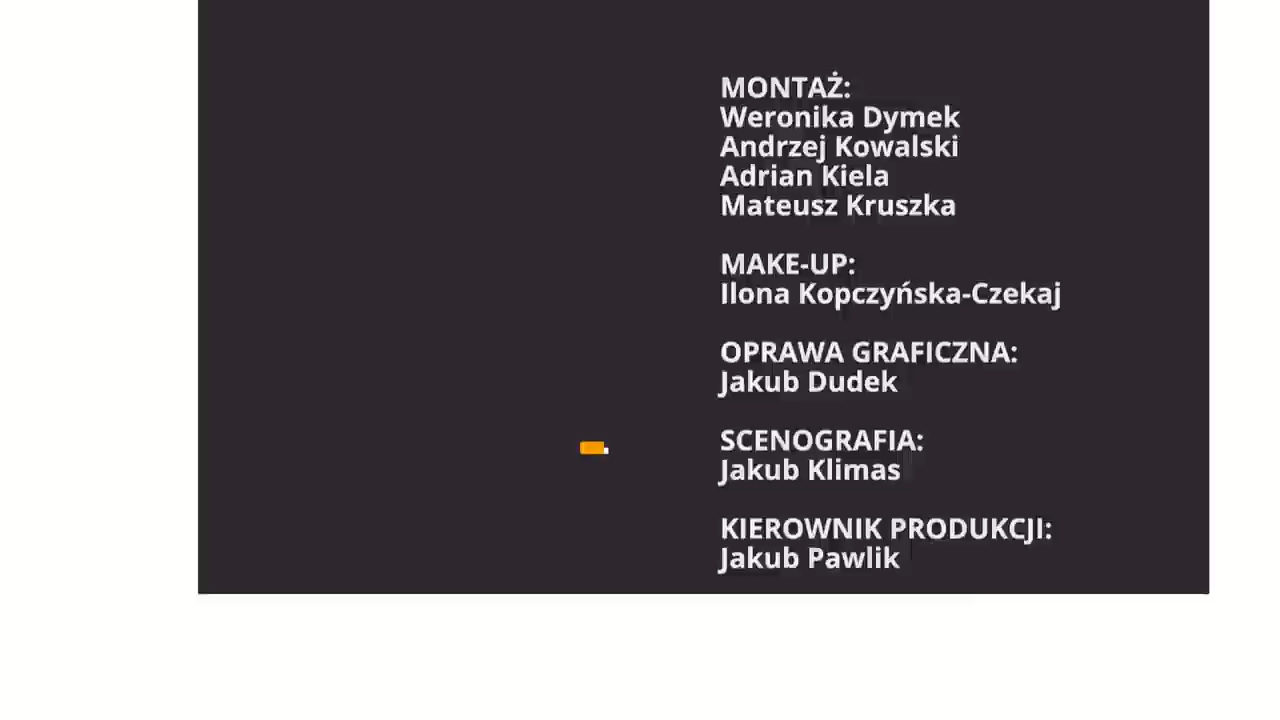 MONTAŻ:
Weronika Dymek
Andrzej Kowalski
Adrian Kiela
Mateusz Kruszka
MAKE-UP:
Ilona Kopczyńska-Czekaj
OPRAWA GRAFICZNA:
Jakub Dudek
SCENOGRAFIA:
Jakub Klimas
KIEROWNIK PRODUKCJI:
Jakub Pawlik